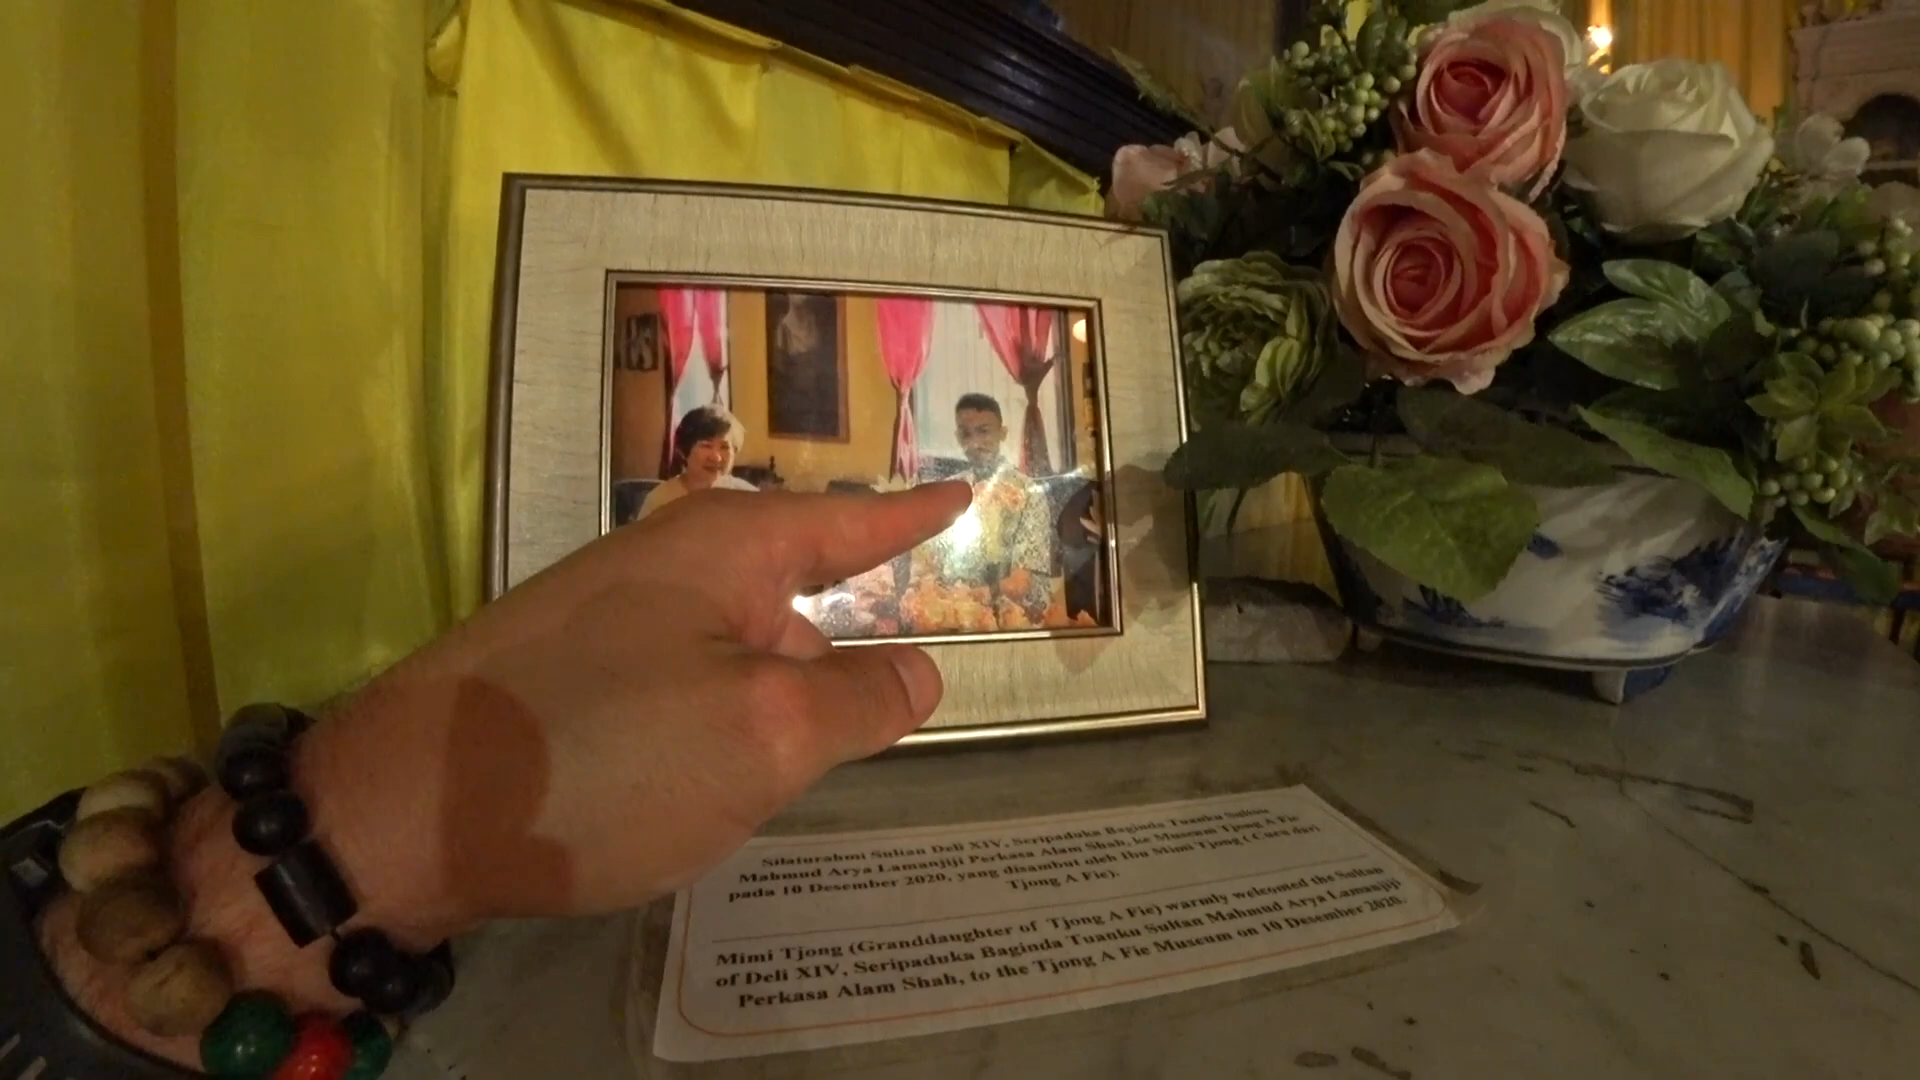 Silaturahmi Sultan Deli XIV, Seripaduka Baginda Tuanku Sultan
Mahmud Arya Lamanjiji Perkasa Alam Shah, ke Museum Tjong A Fie
pada 10 Desember 2020, yang disambut oleh Ibu Mimi Tjong ( Cucu dari
Tjong A Fie).
Mimi Tjong (Granddaughter of Tjong A Fie) warmly welcomed the Sultan
of Deli XIV, Seripaduka Baginda Tuanku Sultan Mahmud Arya Lamanjiji
Perkasa Alam Shah, to the Tjong A Fie Museum on 10 Desember 2020.